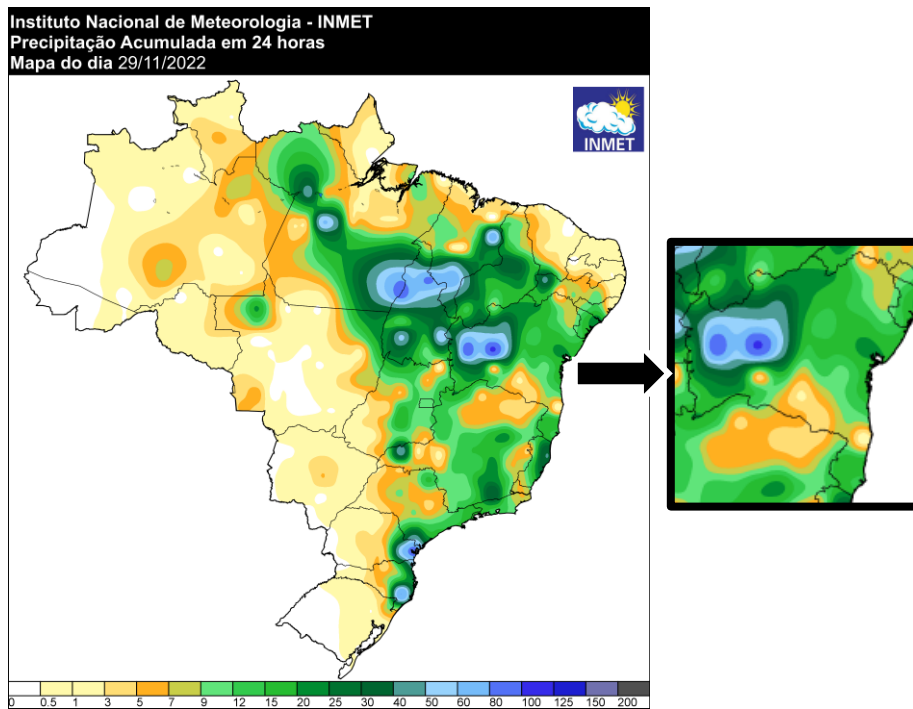 Instituto Nacional de Meteorologia - INMET
Precipitação Acumulada em 24 horas
Mapa do dia 29/11/2022
INMET
0 0.5 1 3 5 7 9 12 15 20 25 30 40 50 60 80 100 125 150 200